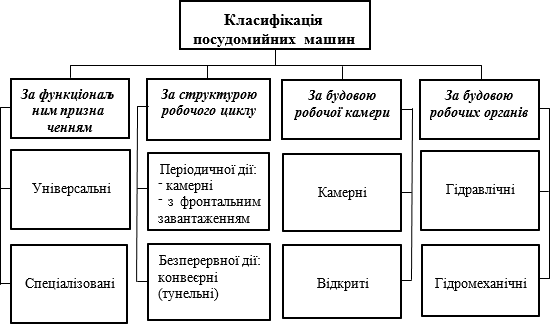 Класифікація
посудомийних машин
За функціональ
ним призна
ченням
За структурою
робочого циклу
За будовою
робочої камери
За будовою
робочих органів
Універсальні
Періодичної дії:
- камерні
- з фронтальним
завантаженням
Камерні
Гідравлічні
Спеціалізовані
Безперервної дії:
конвеєрні
(тунельні)
Відкриті
Гідромеханічні